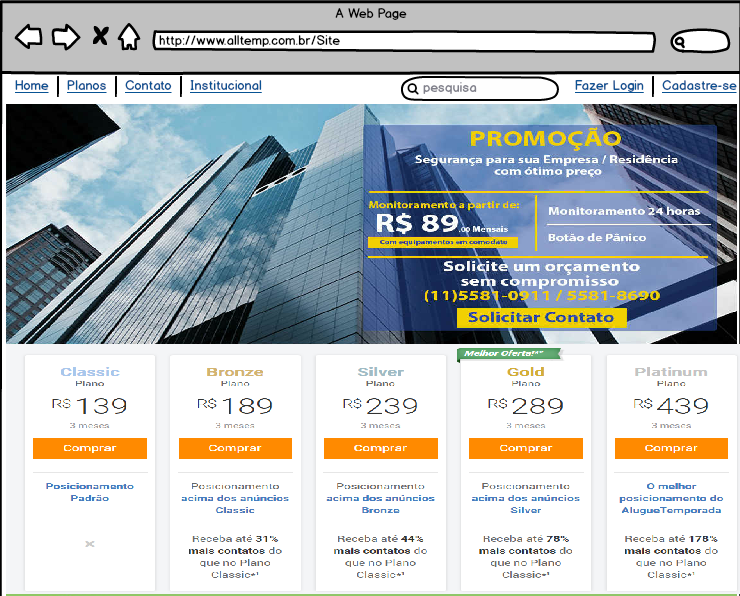 A Web Page
http://www.alltemp.com.br/Site
Home Planos Contato Institucional pesquisa Fazer Login Cadastre-se
PROMOÇÃO
Segurança para sua Empresa / Residência
com ótimo preço
Monitoramento a partir de:
R$ 89,00 Mensais
Com equipamentos em comodato
Monitoramento 24 horas
Botão de Pânico
Solicite um orçamento
sem compromisso
(11)5581-0911 / 5581-8690
Solicitar Contato
Classic
Plano
R$ 139
3 meses
Comprar
Posicionamento
Padrão
Bronze
Plano
R$ 189
3 meses
Comprar
Posicionamento
acima dos anúncios
Classic
Receba até 31%
mais contatos do
que no Plano
Classic*¹
Silver
Plano
R$ 239
3 meses
Comprar
Posicionamento
acima dos anúncios
Bronze
Receba até 44%
mais contatos do
que no Plano
Classic*¹
Melhor Oferta!*²
Gold
Plano
R$ 289
3 meses
Comprar
Posicionamento
acima dos anúncios
Silver
Receba até 78%
mais contatos do
que no Plano
Classic*¹
Platinum
Plano
R$ 439
3 meses
Comprar
O melhor
posicionamento do
AlugueTemporada
Receba até 178%
mais contatos do
que no Plano
Classic*¹